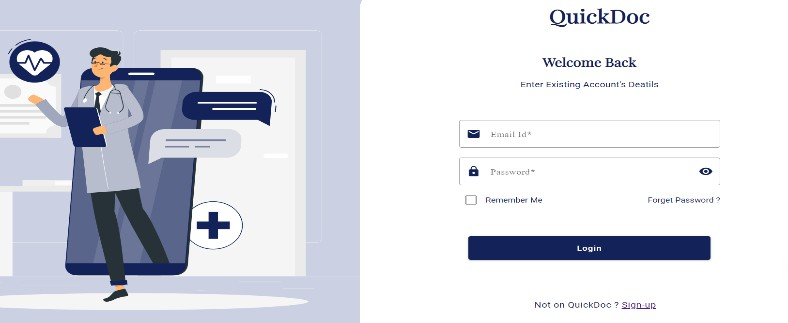 QuickDoc
Welcome Back
Enter Existing Account's Deatils
Email Id*
Password*
Remember Me
Forget Password ?
Login
Not on QuickDoc ? Sign-up